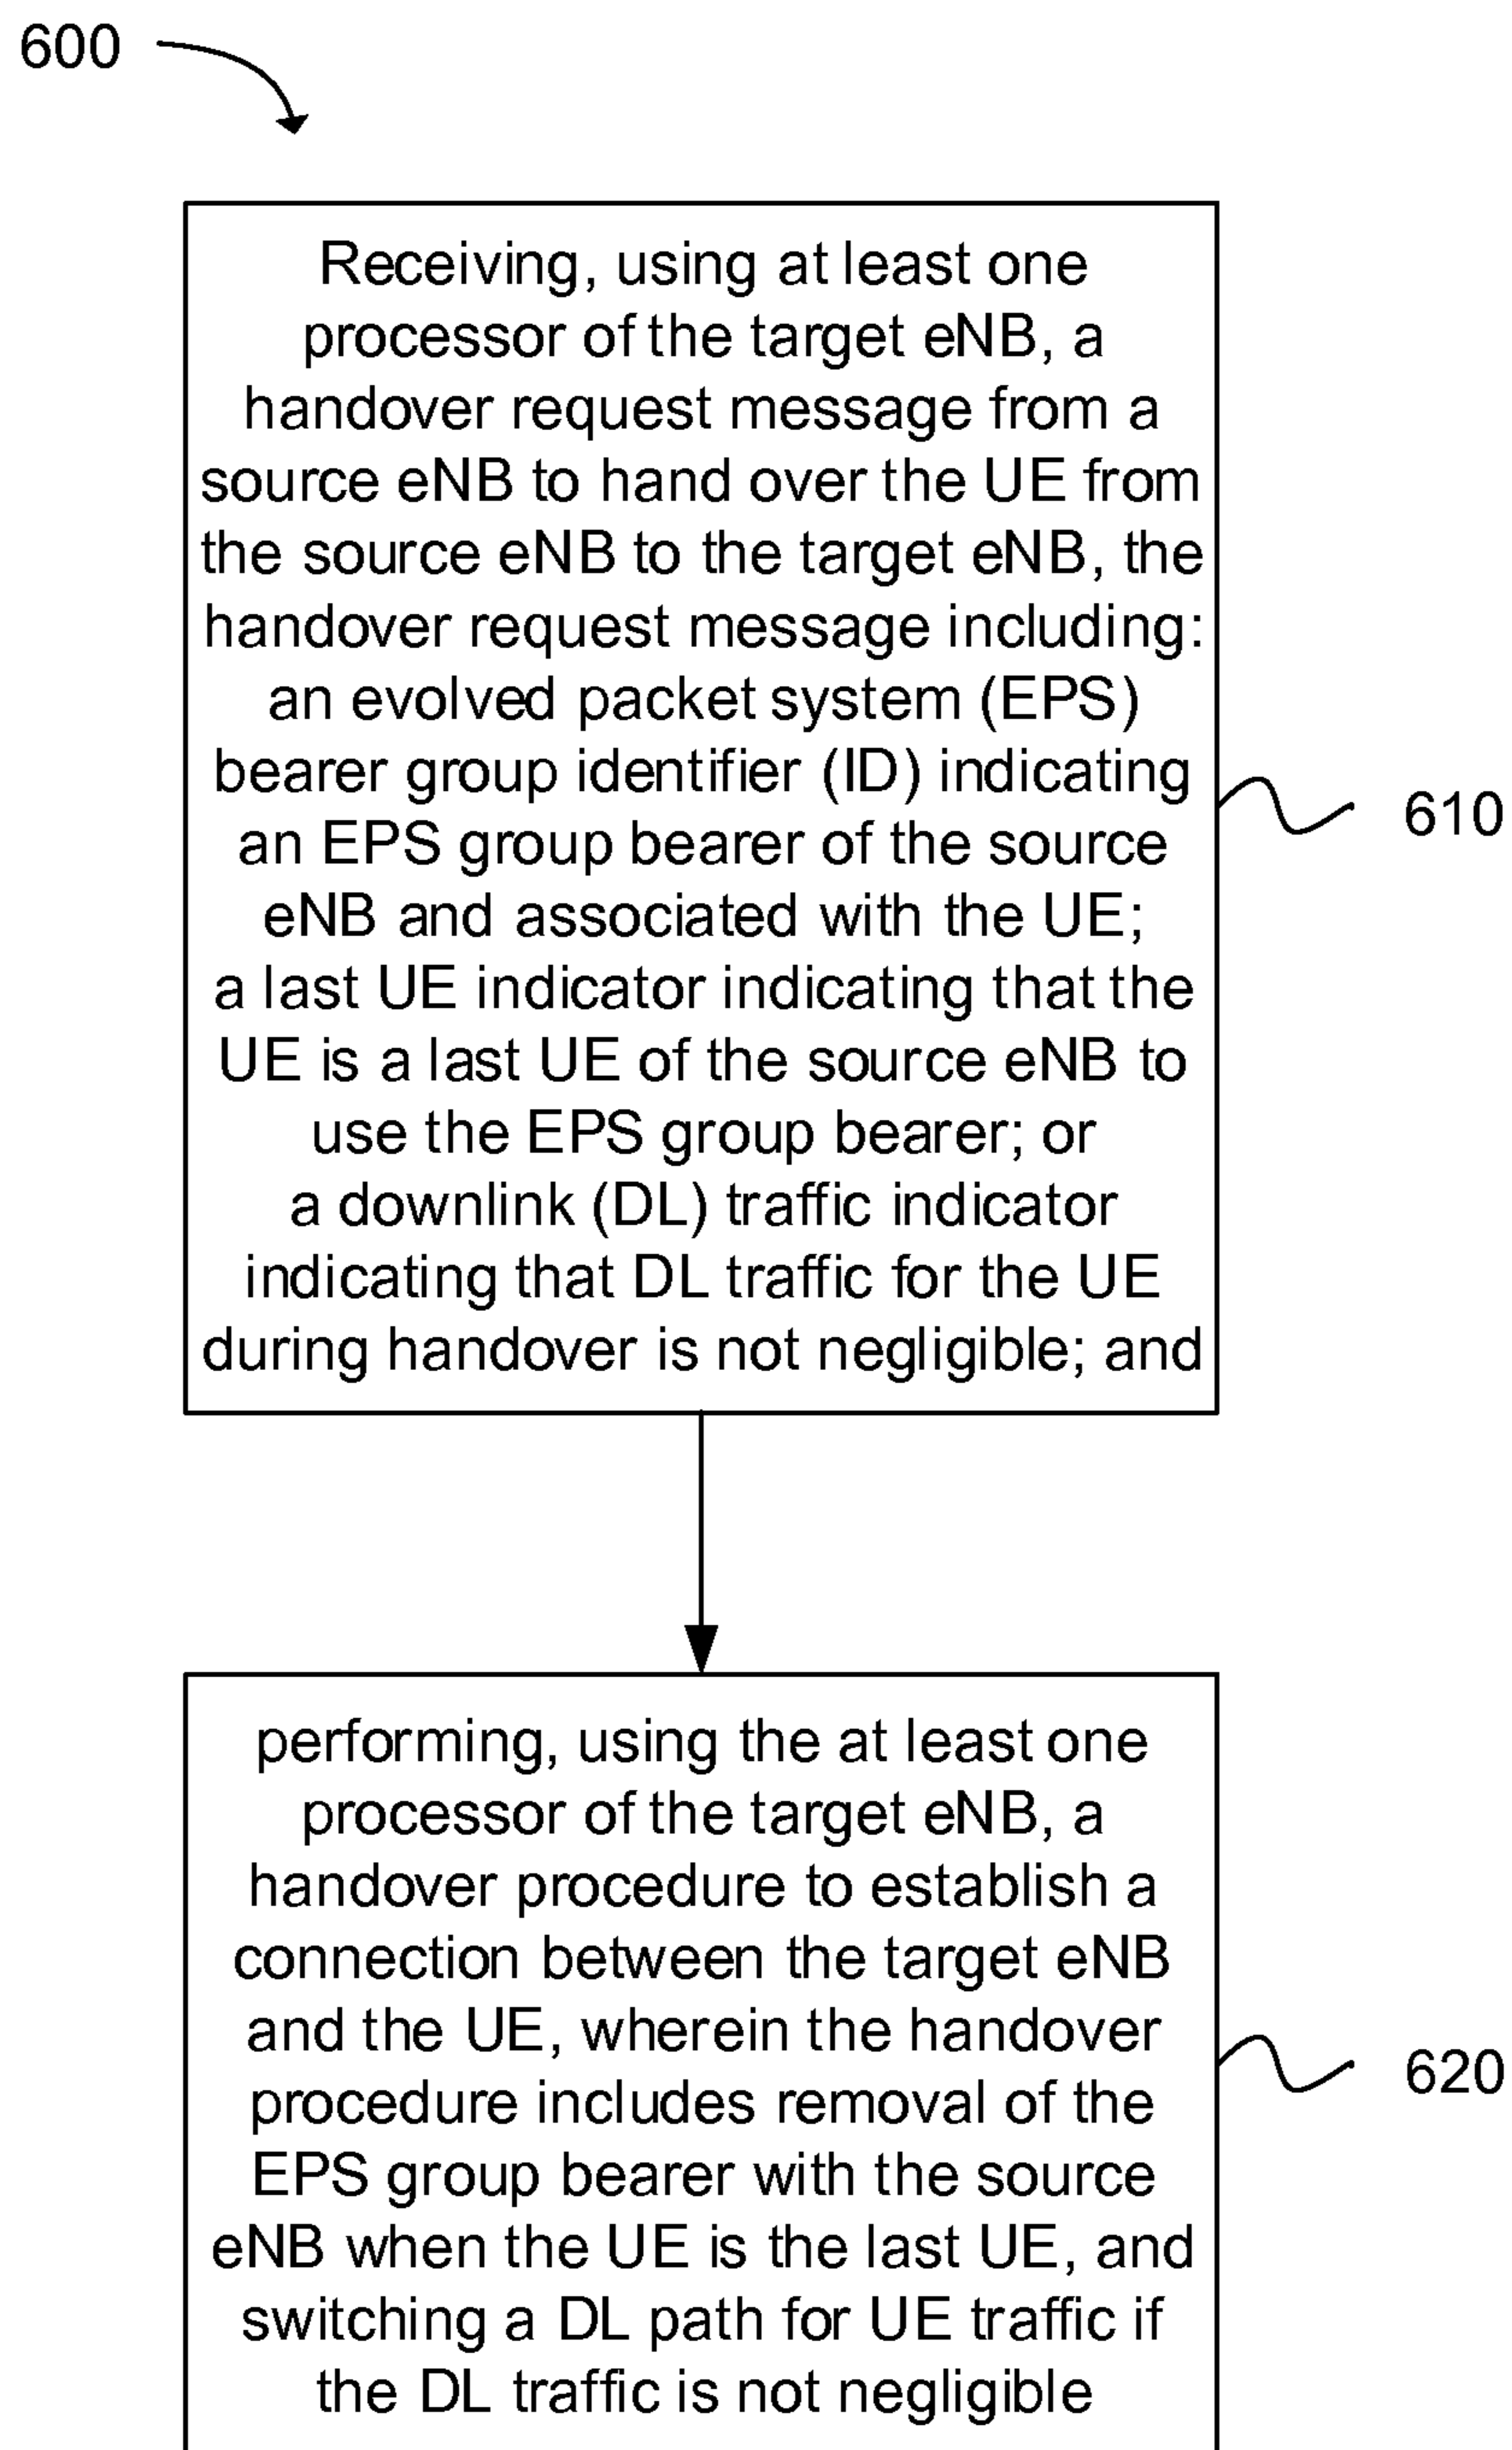 600
Receiving, using at least one
processor of the target eNB, a
handover request message from a
source eNB to hand over the UE from
the source eNB to the target eNB, the
handover request message including:
an evolved packet system (EPS)
bearer group identifier (ID) indicating
an EPS group bearer of the source
eNB and associated with the UE;
a last UE indicator indicating that the
UE is a last UE of the source eNB to
use the EPS group bearer; or
a downlink (DL) traffic indicator
indicating that DL traffic for the UE
during handover is not negligible; and
610
performing, using the at least one
processor of the target eNB, a
handover procedure to establish a
connection between the target eNB
and the UE, wherein the handover
procedure includes removal of the
EPS group bearer with the source
eNB when the UE is the last UE, and
switching a DL path for UE traffic if
the DL traffic is not negligible
620